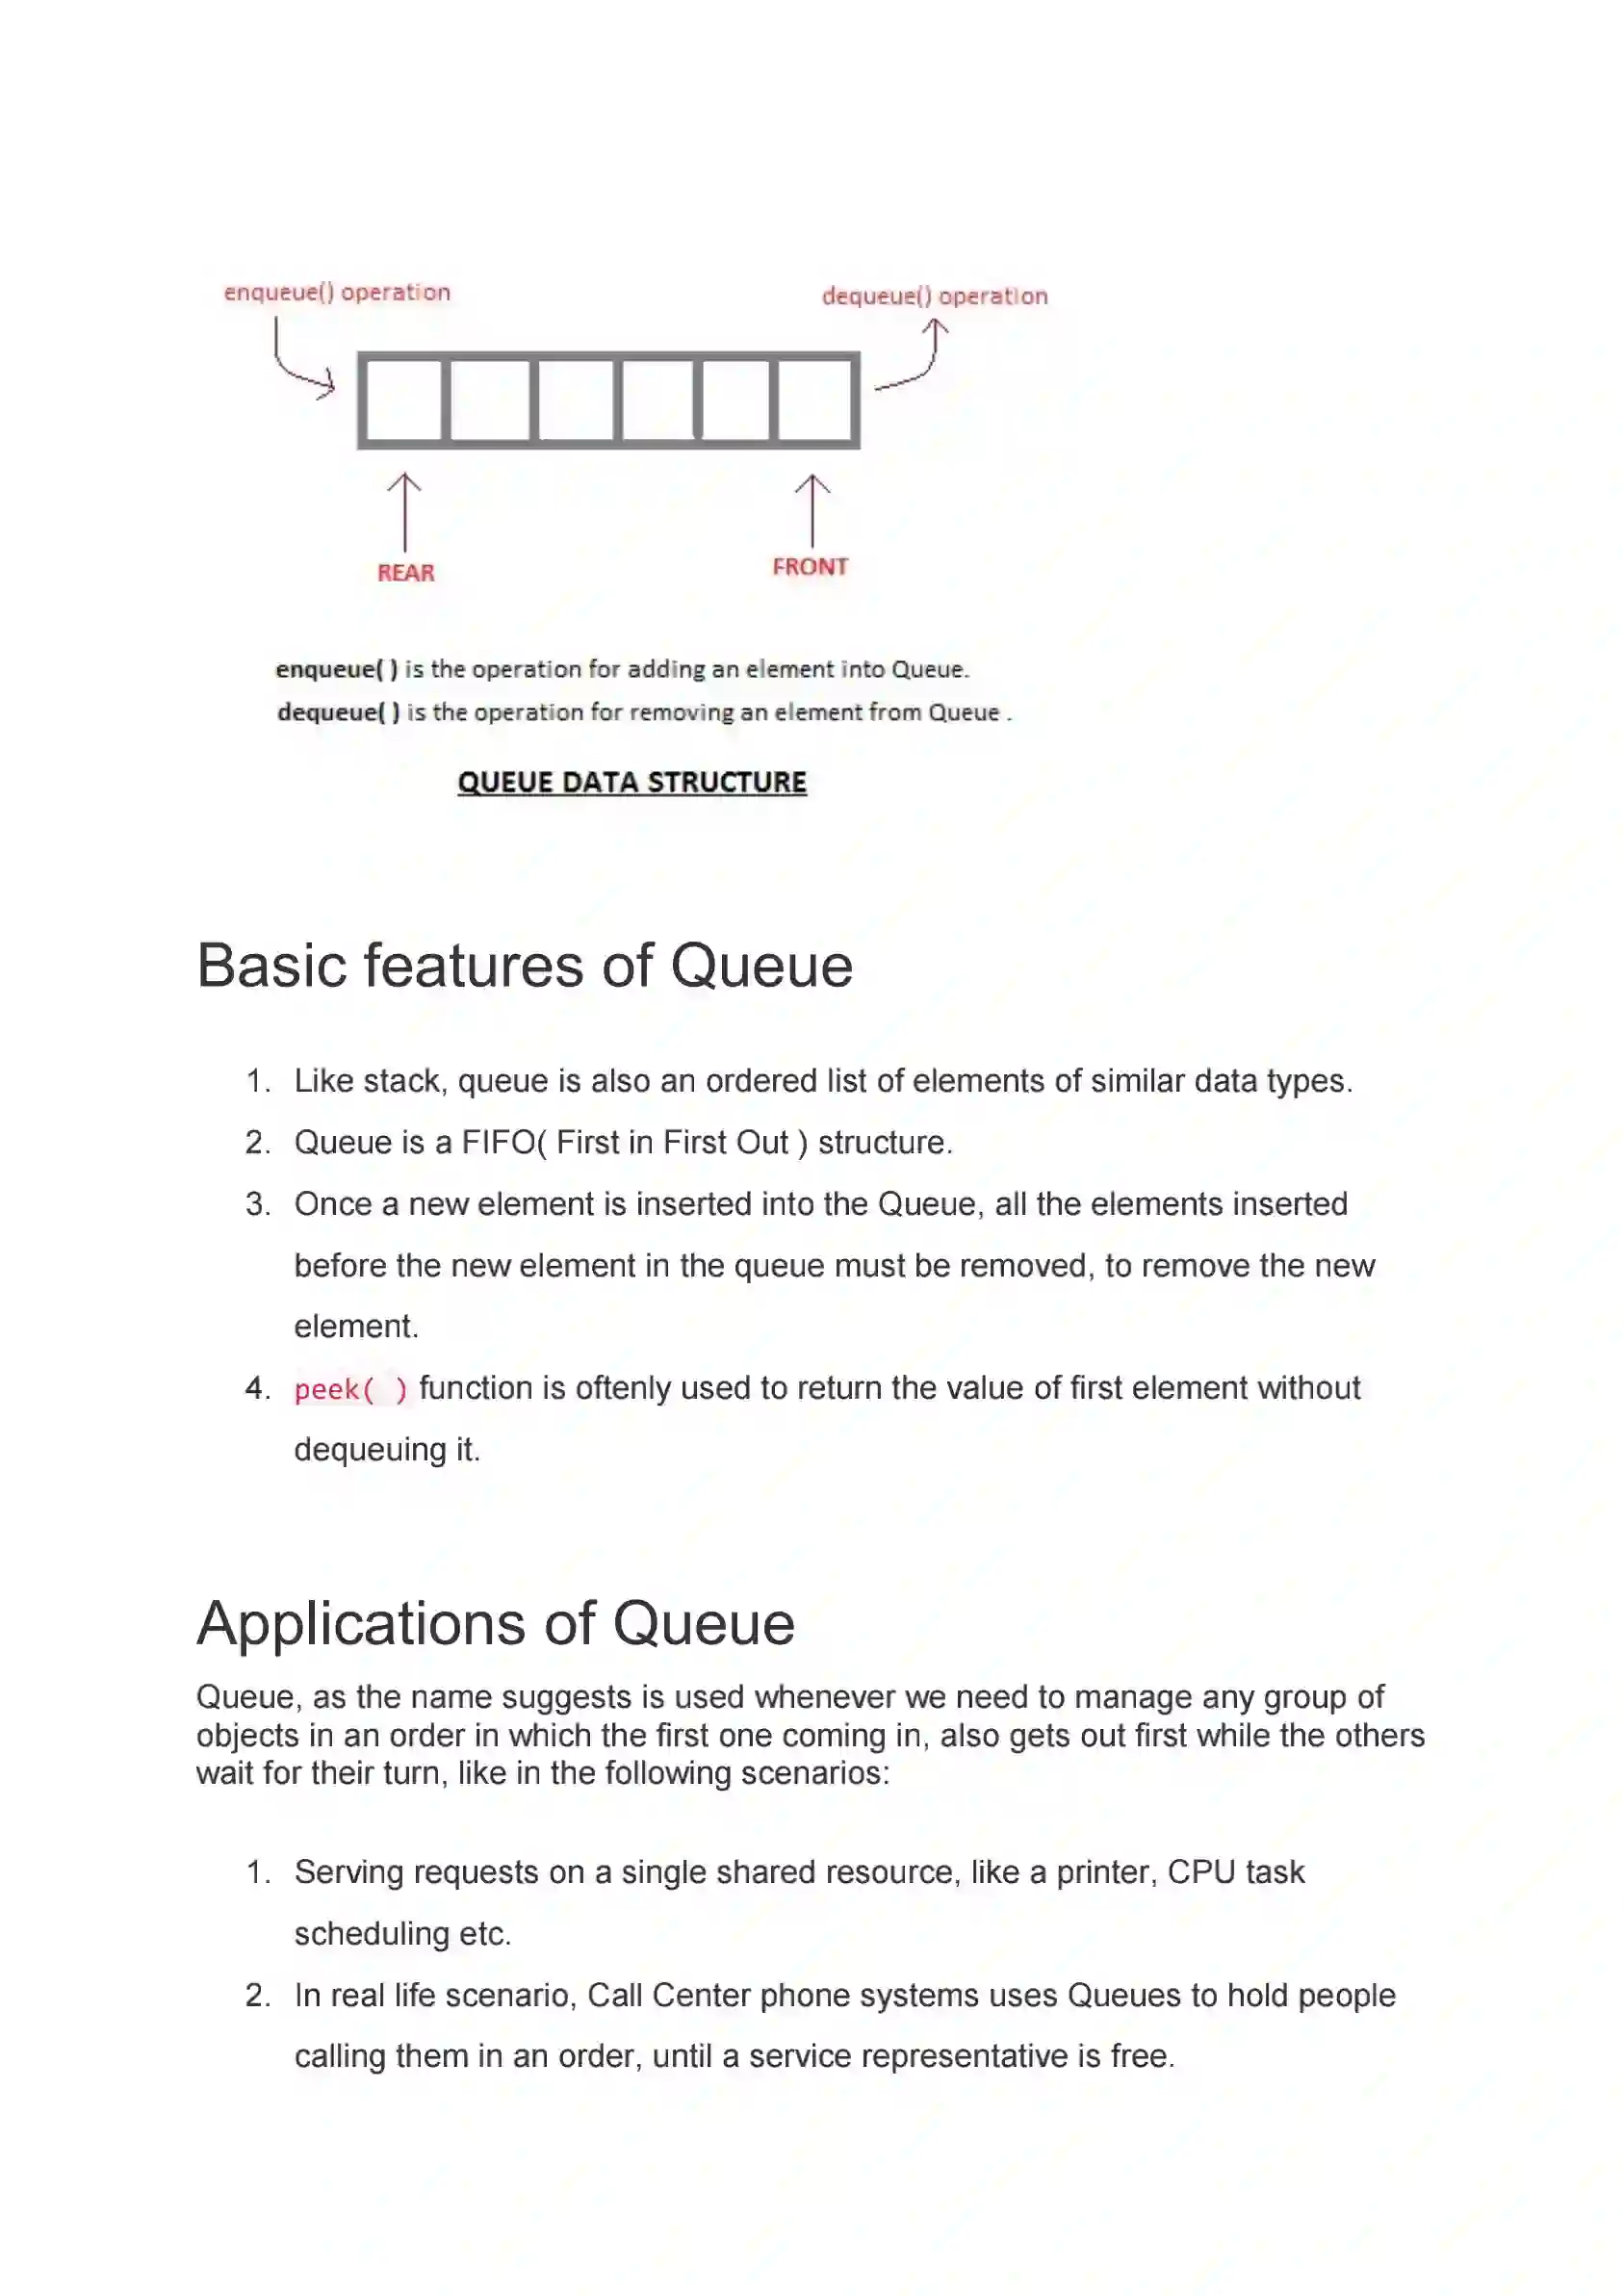 enqueue() operation
dequeue() operation
REAR
FRONT
enqueue( ) is the operation for adding an element into Queue.
dequeue( ) is the operation for removing an element from Queue .
QUEUE DATA STRUCTURE
Basic features of Queue
1. Like stack, queue is also an ordered list of elements of similar data types.
2. Queue is a FIFO( First in First Out ) structure.
3. Once a new element is inserted into the Queue, all the elements inserted
before the new element in the queue must be removed, to remove the new
element.
4. peek( ) function is oftenly used to return the value of first element without
dequeuing it.
Applications of Queue
Queue, as the name suggests is used whenever we need to manage any group of
objects in an order in which the first one coming in, also gets out first while the others
wait for their turn, like in the following scenarios:
1. Serving requests on a single shared resource, like a printer, CPU task
scheduling etc.
2. In real life scenario, Call Center phone systems uses Queues to hold people
calling them in an order, until a service representative is free.